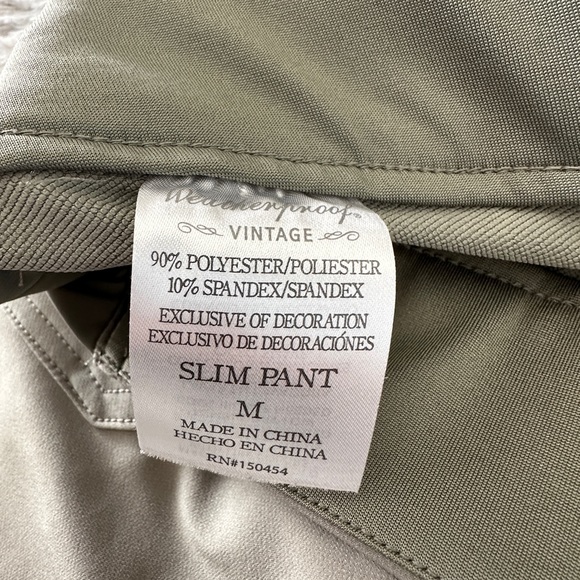 Weatherproof®
VINTAGE
90% POLYESTER/POLIESTER
10% SPANDEX/SPANDEX
EXCLUSIVE OF DECORATION
EXCLUSIVO DE DECORACIÓNES
SLIM PANT
M
MADE IN CHINA
HECHO EN CHINA
RN#150454